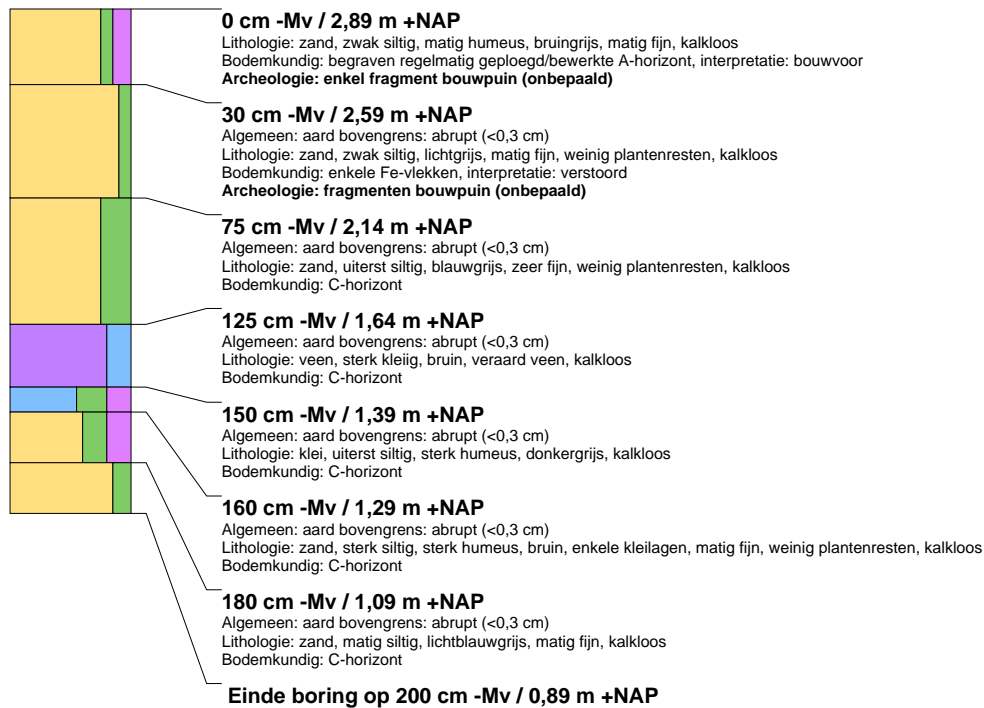 0 cm -Mv / 2,89 m +NAP
Lithologie: zand, zwak siltig, matig humeus, bruingrijs, matig fijn, kalkloos
Bodemkundig: begraven regelmatig geploegd/bewerkte A-horizont, interpretatie: bouwvoor
Archeologie: enkel fragment bouwpuin (onbepaald)
30 cm -Mv / 2,59 m +NAP
Algemeen: aard bovengrens: abrupt (<0,3 cm)
Lithologie: zand, zwak siltig, lichtgrijs, matig fijn, weinig plantenresten, kalkloos
Bodemkundig: enkele Fe-vlekken, interpretatie: verstoord
Archeologie: fragmenten bouwpuin (onbepaald)
75 cm -Mv / 2,14 m +NAP
Algemeen: aard bovengrens: abrupt (<0,3 cm)
Lithologie: zand, uiterst siltig, blauwgrijs, zeer fijn, weinig plantenresten, kalkloos
Bodemkundig: C-horizont
125 cm -Mv / 1,64 m +NAP
Algemeen: aard bovengrens: abrupt (<0,3 cm)
Lithologie: veen, sterk kleiig, bruin, veraard veen, kalkloos
Bodemkundig: C-horizont
150 cm -Mv / 1,39 m +NAP
Algemeen: aard bovengrens: abrupt (<0,3 cm)
Lithologie: klei, uiterst siltig, sterk humeus, donkergrijs, kalkloos
Bodemkundig: C-horizont
160 cm -Mv / 1,29 m +NAP
Algemeen: aard bovengrens: abrupt (<0,3 cm)
Lithologie: zand, sterk siltig, sterk humeus, bruin, enkele kleilagen, matig fijn, weinig plantenresten, kalkloos
Bodemkundig: C-horizont
180 cm -Mv / 1,09 m +NAP
Algemeen: aard bovengrens: abrupt (<0,3 cm)
Lithologie: zand, matig siltig, lichtblauwgrijs, matig fijn, kalkloos
Bodemkundig: C-horizont
Einde boring op 200 cm -Mv / 0,89 m +NAP